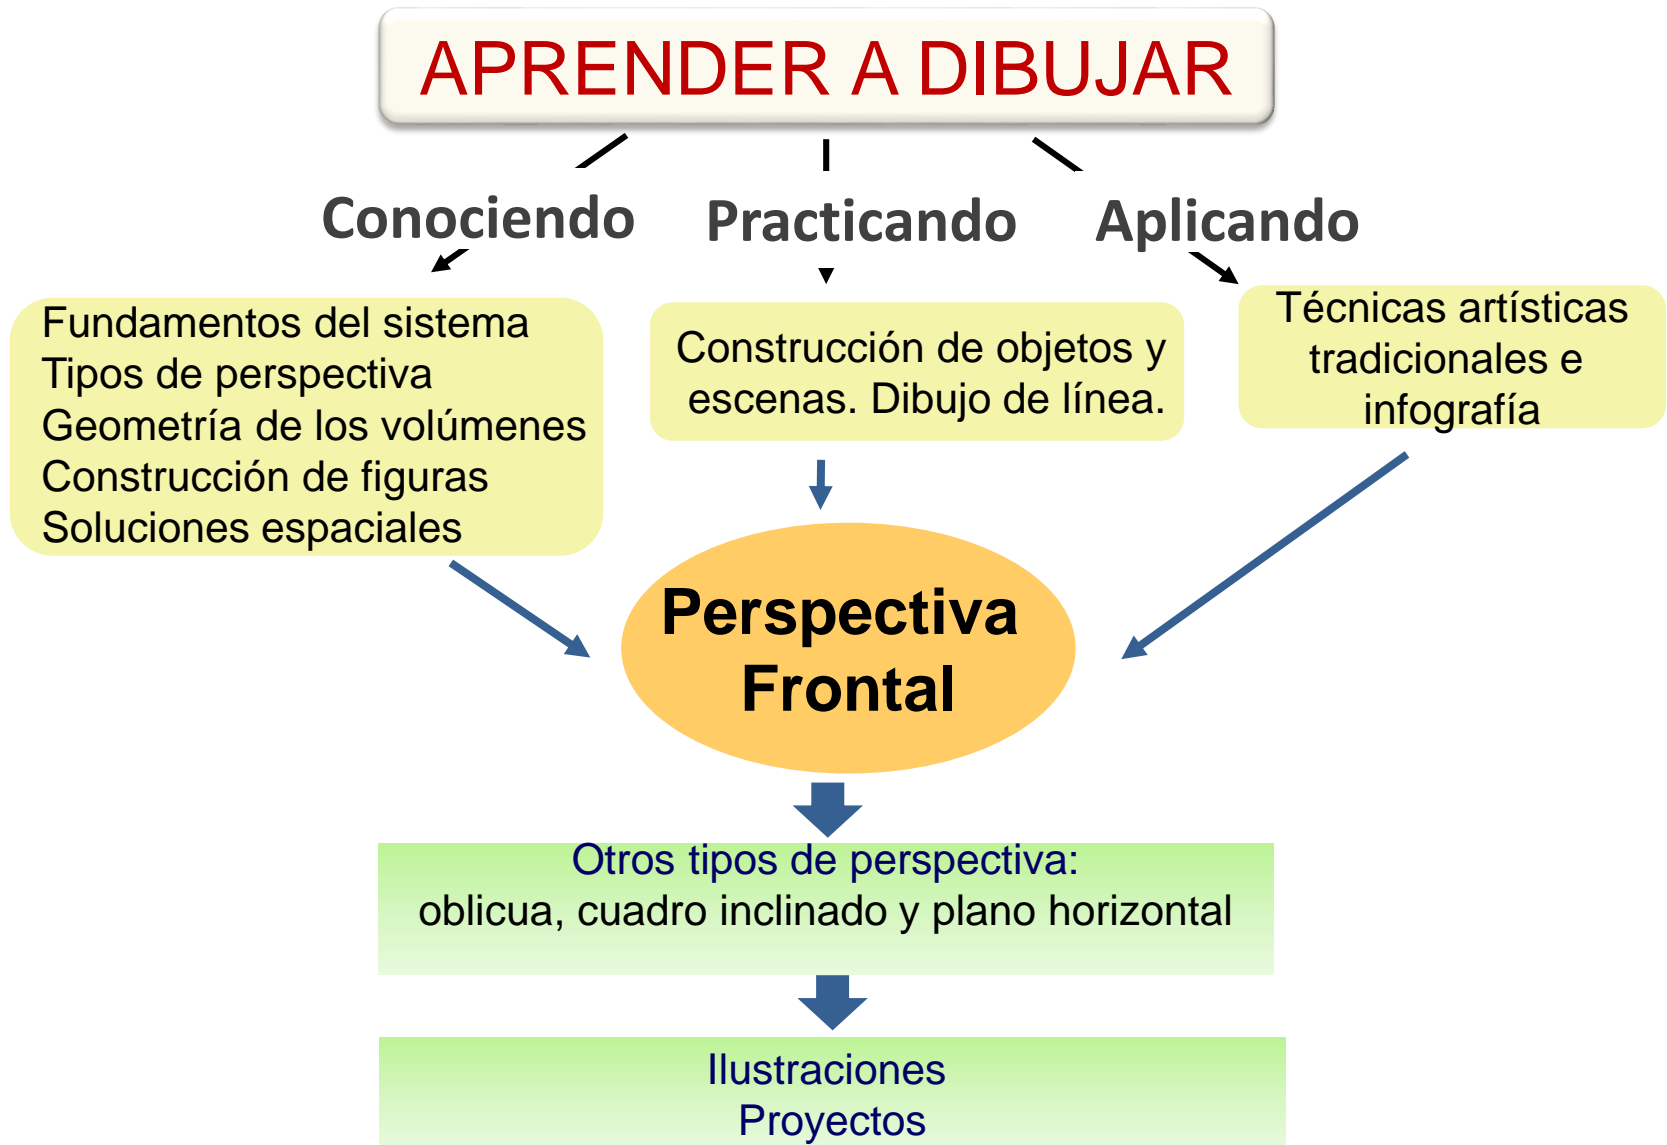 APRENDER A DIBUJAR
Conociendo
Practicando
Aplicando
Fundamentos del sistema
Tipos de perspectiva
Geometría de los volúmenes
Construcción de figuras
Soluciones espaciales
Construcción de objetos y
escenas. Dibujo de línea.
Técnicas artísticas
tradicionales e
infografía
Perspectiva
Frontal
Otros tipos de perspectiva:
oblicua, cuadro inclinado y plano horizontal
Ilustraciones
Proyectos